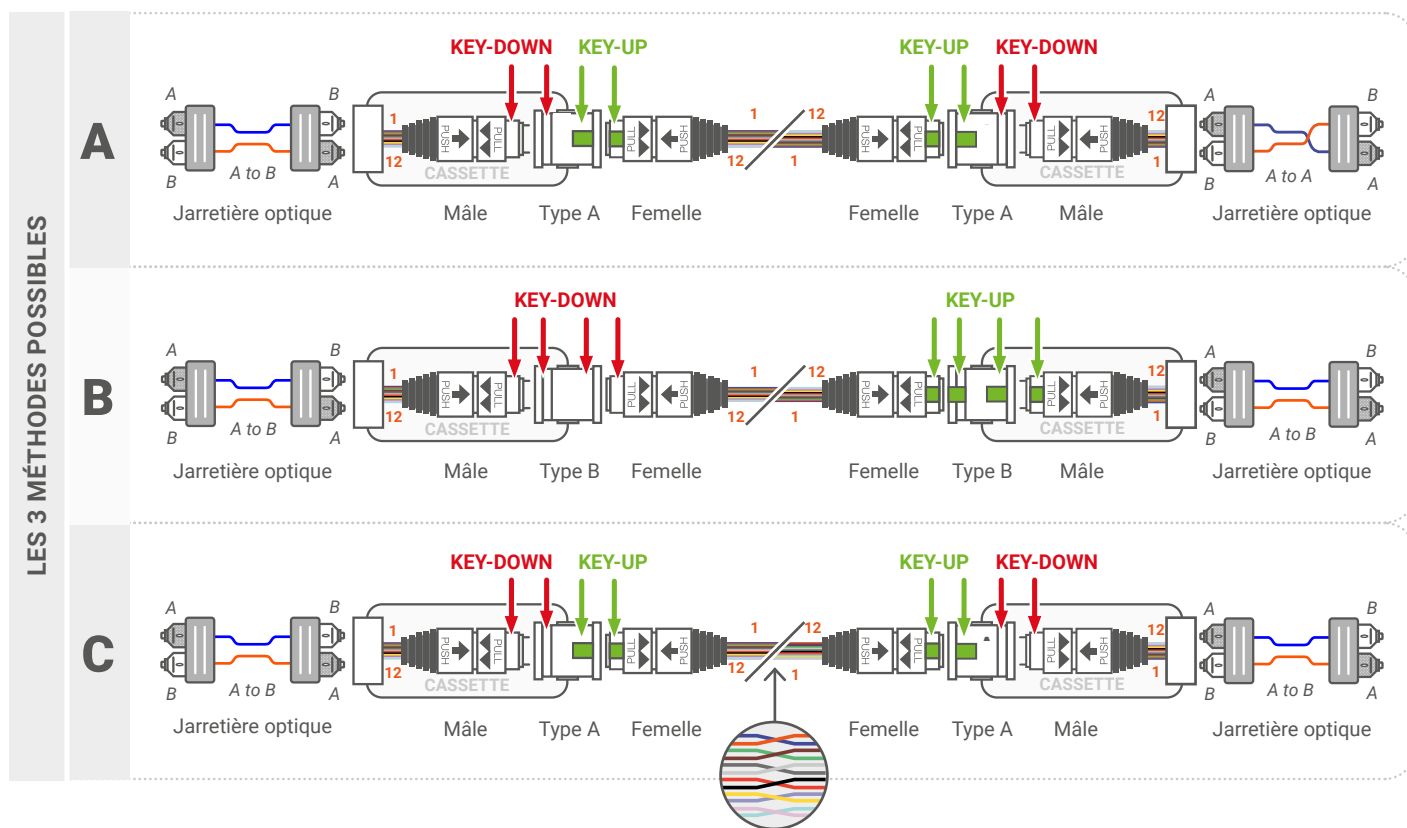 LES 3 MÉTHODES POSSIBLES
A
KEY-DOWN KEY-UP KEY-UP KEY-DOWN
A B A B
1 1 12 12
PUSH PULL PULL PUSH PUSH PULL PULL PUSH
12 12 1 1
CASSETTE CASSETTE
B A to B A B A to A A
Jarretière optique Mâle Type A Femelle Femelle Type A Mâle Jarretière optique
B
KEY-DOWN KEY-UP
A B A B
1 1 12 12
PUSH PULL PULL PUSH PUSH PULL PULL PUSH
12 12 1 1
CASSETTE CASSETTE
B A to B A B A to B A
Jarretière optique Mâle Type B Femelle Femelle Type B Mâle Jarretière optique
C
KEY-DOWN KEY-UP KEY-UP KEY-DOWN
A B A B
1 1 12 12
PUSH PULL PULL PUSH PUSH PULL PULL PUSH
12 12 1 1
CASSETTE CASSETTE
B A to B A B A to B A
Jarretière optique Mâle Type A Femelle Femelle Type A Mâle Jarretière optique